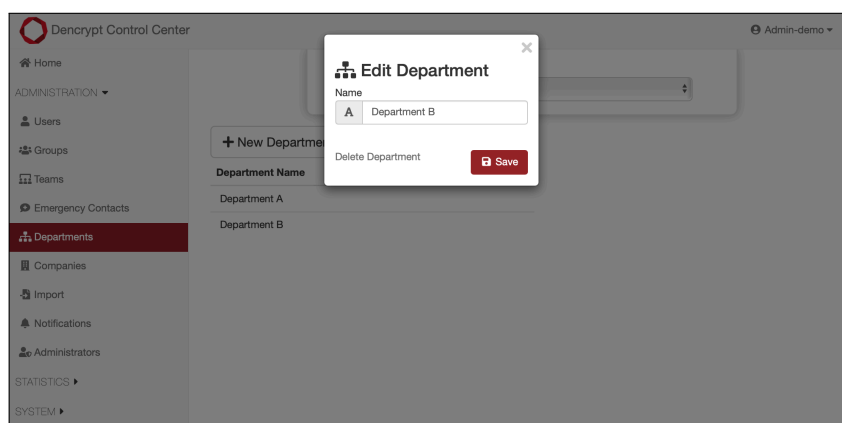 Dencrypt Control Center
Admin-demo
Home
ADMINISTRATION
Users
Groups
Teams
Emergency Contacts
Departments
Companies
Import
Notifications
Administrators
STATISTICS
SYSTEM
×
Edit Department
Name
A Department B
Delete Department
Save
+ New Departme
Department Name
Department A
Department B